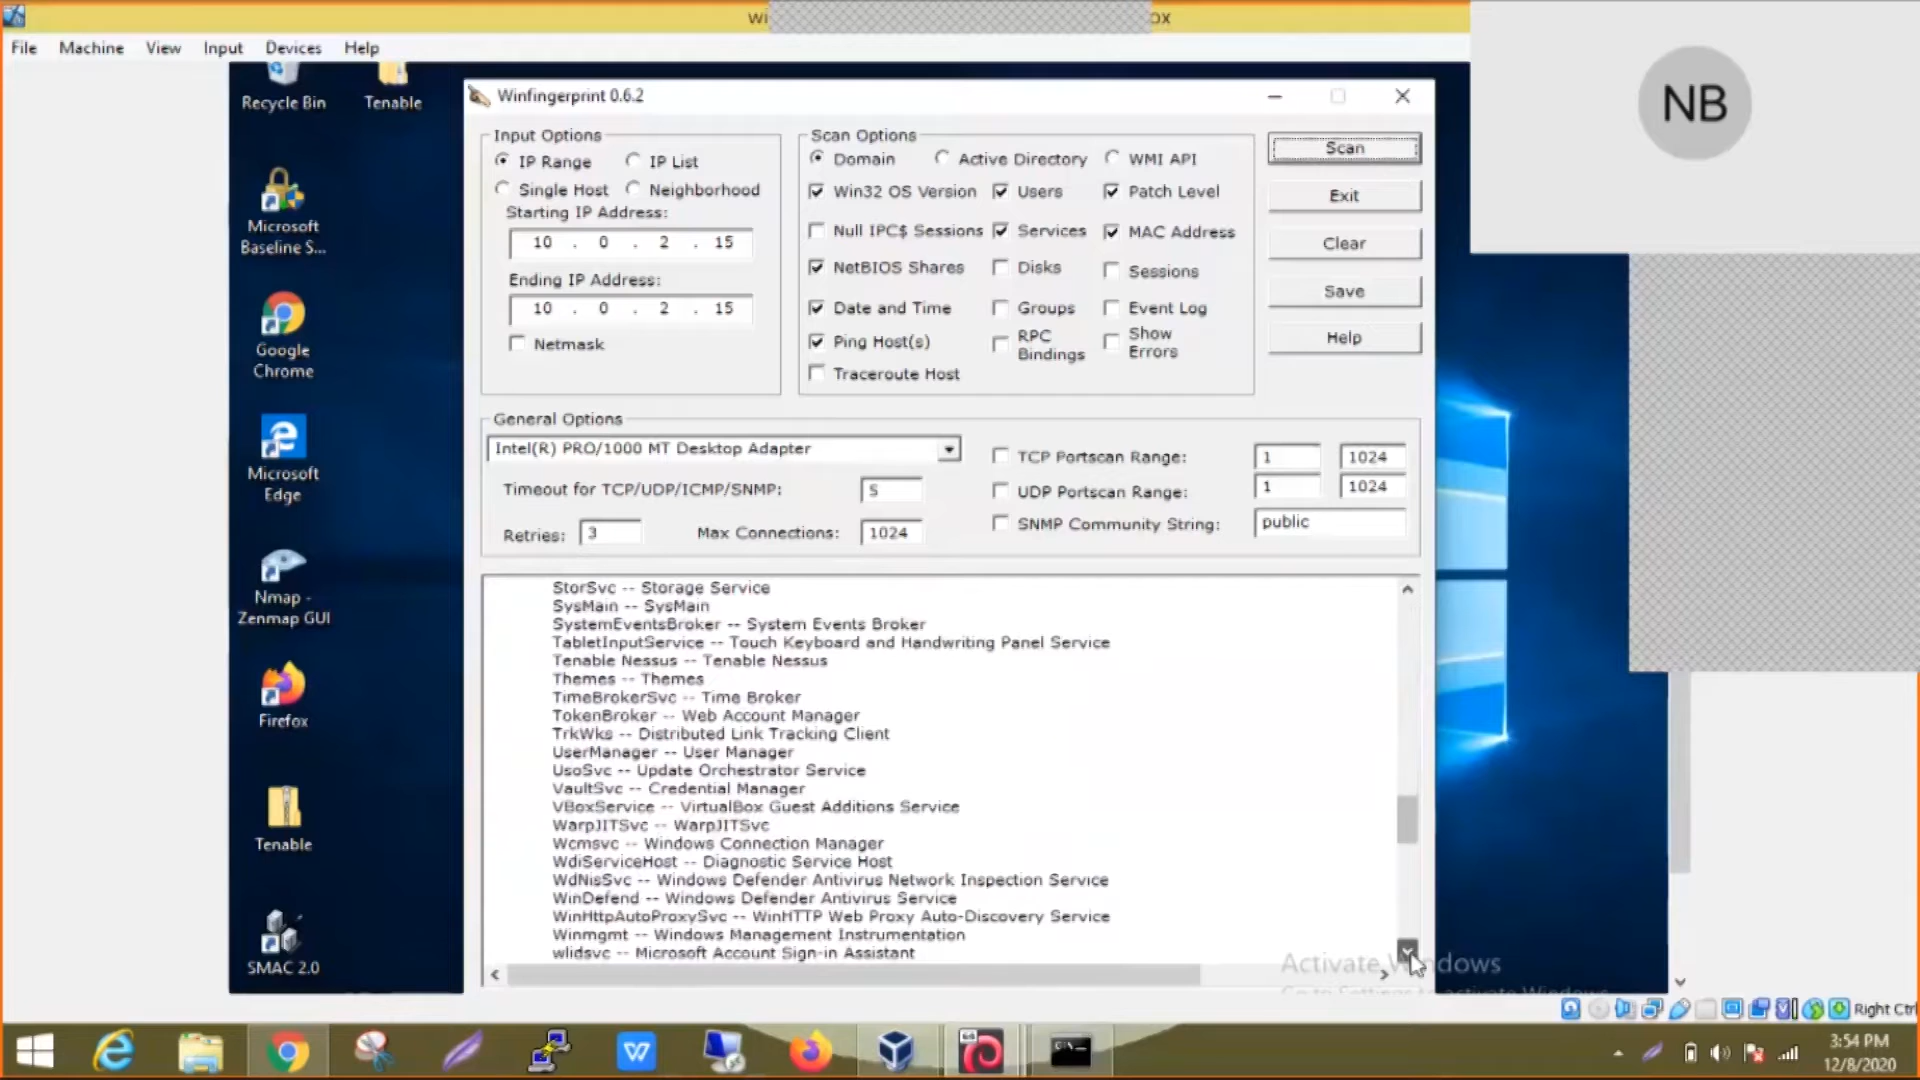 File Machine View Input Devices Help
NB
Recycle Bin
Tenable
Microsoft
Baseline S...
Google
Chrome
Microsoft
Edge
Nmap -
Zenmap GUI
Firefox
Tenable
SMAC 2.0
Winfingerprint 0.6.2
Input Options
IP Range IP List
Single Host Neighborhood
Starting IP Address:
10 . 0 . 2 . 15
Ending IP Address:
10 . 0 . 2 . 15
Netmask
Scan Options
Domain Active Directory WMI API
Win32 OS Version Users Patch Level
Null IPC$ Sessions Services MAC Address
NetBIOS Shares Disks Sessions
Date and Time Groups Event Log
Ping Host(s) RPC Bindings Show Errors
Traceroute Host
Scan
Exit
Clear
Save
Help
General Options
Intel(R) PRO/1000 MT Desktop Adapter
Timeout for TCP/UDP/ICMP/SNMP: 5
Retries: 3 Max Connections: 1024
TCP Portscan Range: 1 1024
UDP Portscan Range: 1 1024
SNMP Community String: public
StorSvc -- Storage Service
SysMain -- SysMain
SystemEventsBroker -- System Events Broker
TabletInputService -- Touch Keyboard and Handwriting Panel Service
Tenable Nessus -- Tenable Nessus
Themes -- Themes
TimeBrokerSvc -- Time Broker
TokenBroker -- Web Account Manager
TrkWks -- Distributed Link Tracking Client
UserManager -- User Manager
UsoSvc -- Update Orchestrator Service
VaultSvc -- Credential Manager
VBoxService -- VirtualBox Guest Additions Service
WarpJITSvc -- WarpJITSvc
Wcmsvc -- Windows Connection Manager
WdiServiceHost -- Diagnostic Service Host
WdNisSvc -- Windows Defender Antivirus Network Inspection Service
WinDefend -- Windows Defender Antivirus Service
WinHttpAutoProxySvc -- WinHTTP Web Proxy Auto-Discovery Service
Winmgmt -- Windows Management Instrumentation
wlidsvc -- Microsoft Account Sign-in Assistant
Activate Windows
Right Ctrl
3:54 PM
12/8/2020